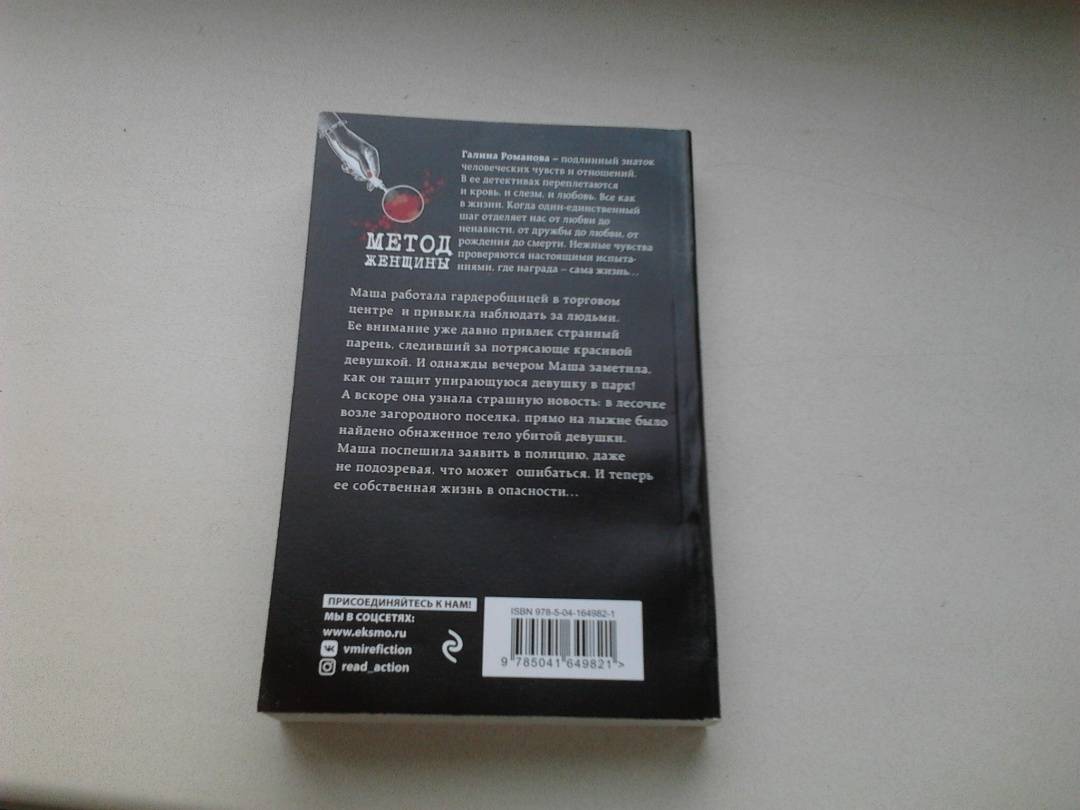 Галина Романова – подлинный знаток
человеческих чувств и отношений.
В ее детективах переплетаются
и кровь, и слезы, и любовь. Все как
в жизни. Когда один-единственный
шаг отделяет нас от любви до
ненависти, от дружбы до любви, от
рождения до смерти. Нежные чувства
проверяются настоящими испыта-
ниями, где награда – сама жизнь...
МЕТОД
ЖЕНЩИНЫ
Маша работала гардеробщицей в торговом
центре и привыкла наблюдать за людьми.
Ее внимание уже давно привлек странный
парень, следивший за потрясающе красивой
девушкой. И однажды вечером Маша заметила,
как он тащит упирающуюся девушку в парк!
А вскоре она узнала страшную новость: в лесочке
возле загородного поселка, прямо на лыжне было
найдено обнаженное тело убитой девушки.
Маша поспешила заявить в полицию, даже
не подозревая, что может ошибаться. И теперь
ее собственная жизнь в опасности...
ПРИСОЕДИНЯЙТЕСЬ К НАМ!
МЫ В СОЦСЕТЯХ:
www.eksmo.ru
vmirefiction
read_action
ISBN 978-5-04-164982-1
9 785041 649821 >